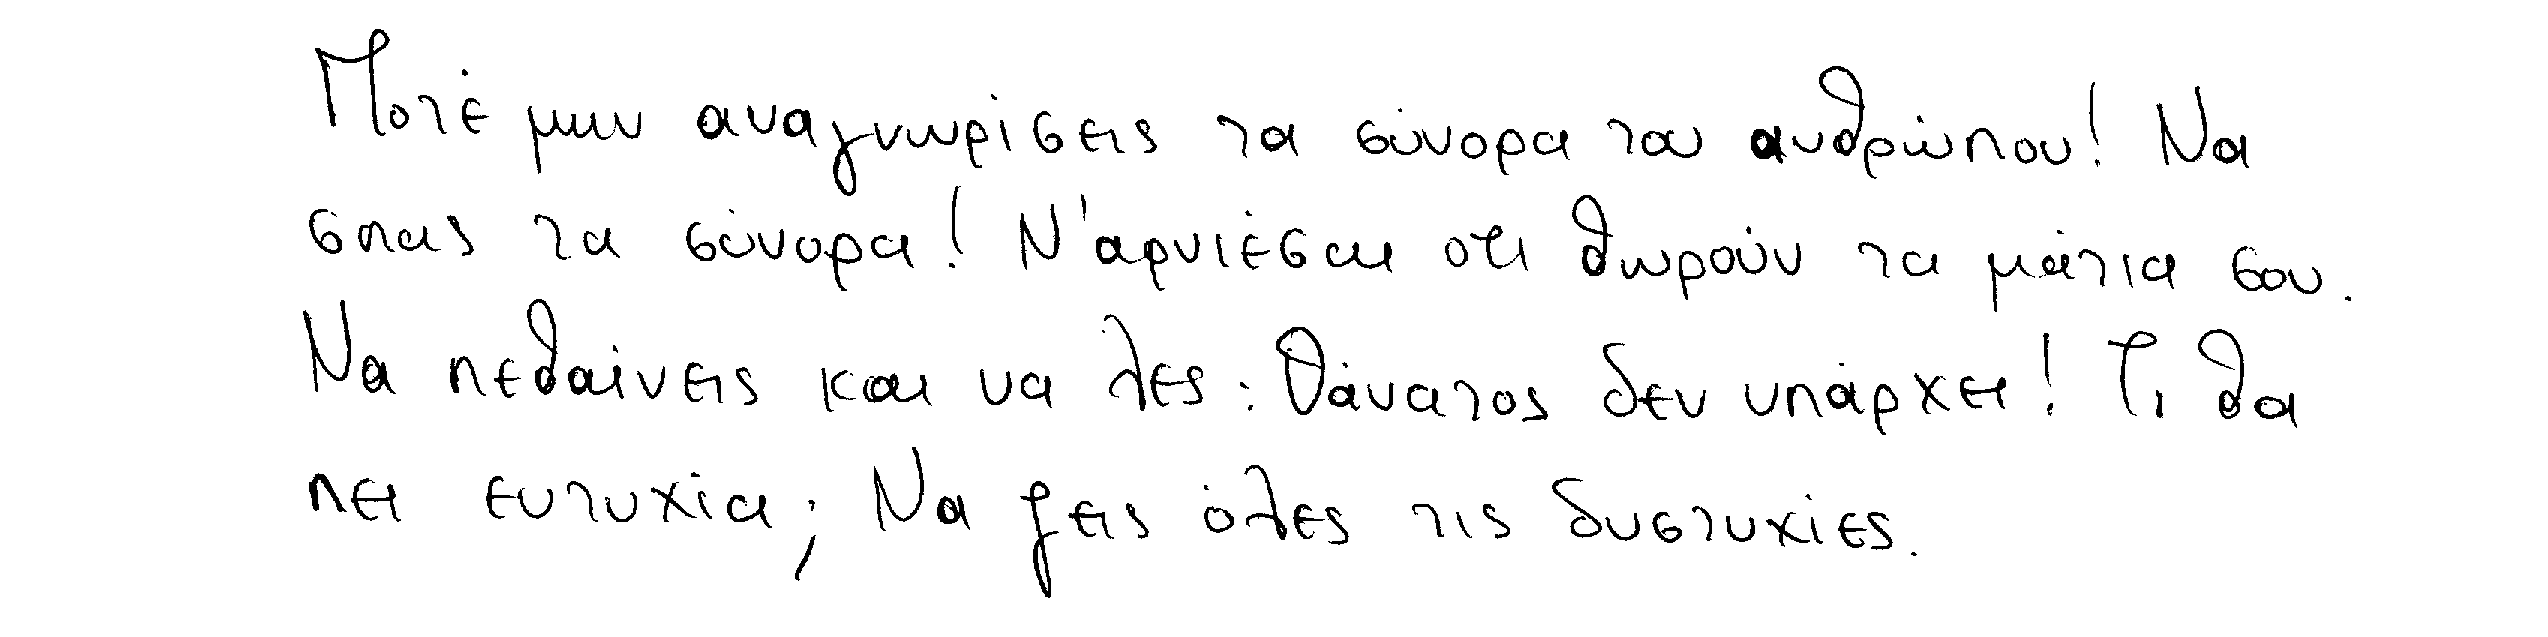 Ποτέ μην αναγνωρίσεις τα σύνορα του ανθρώπου! Να
σπας τα σύνορα! Ν'αρνιέσαι οτι θωρούν τα μάτια σου.
Να πεθαίνεις και να λες: Θάνατος δεν υπάρχει! Τι θα
πει ευτυχία; Να ζεις όλες τις δυστυχίες.